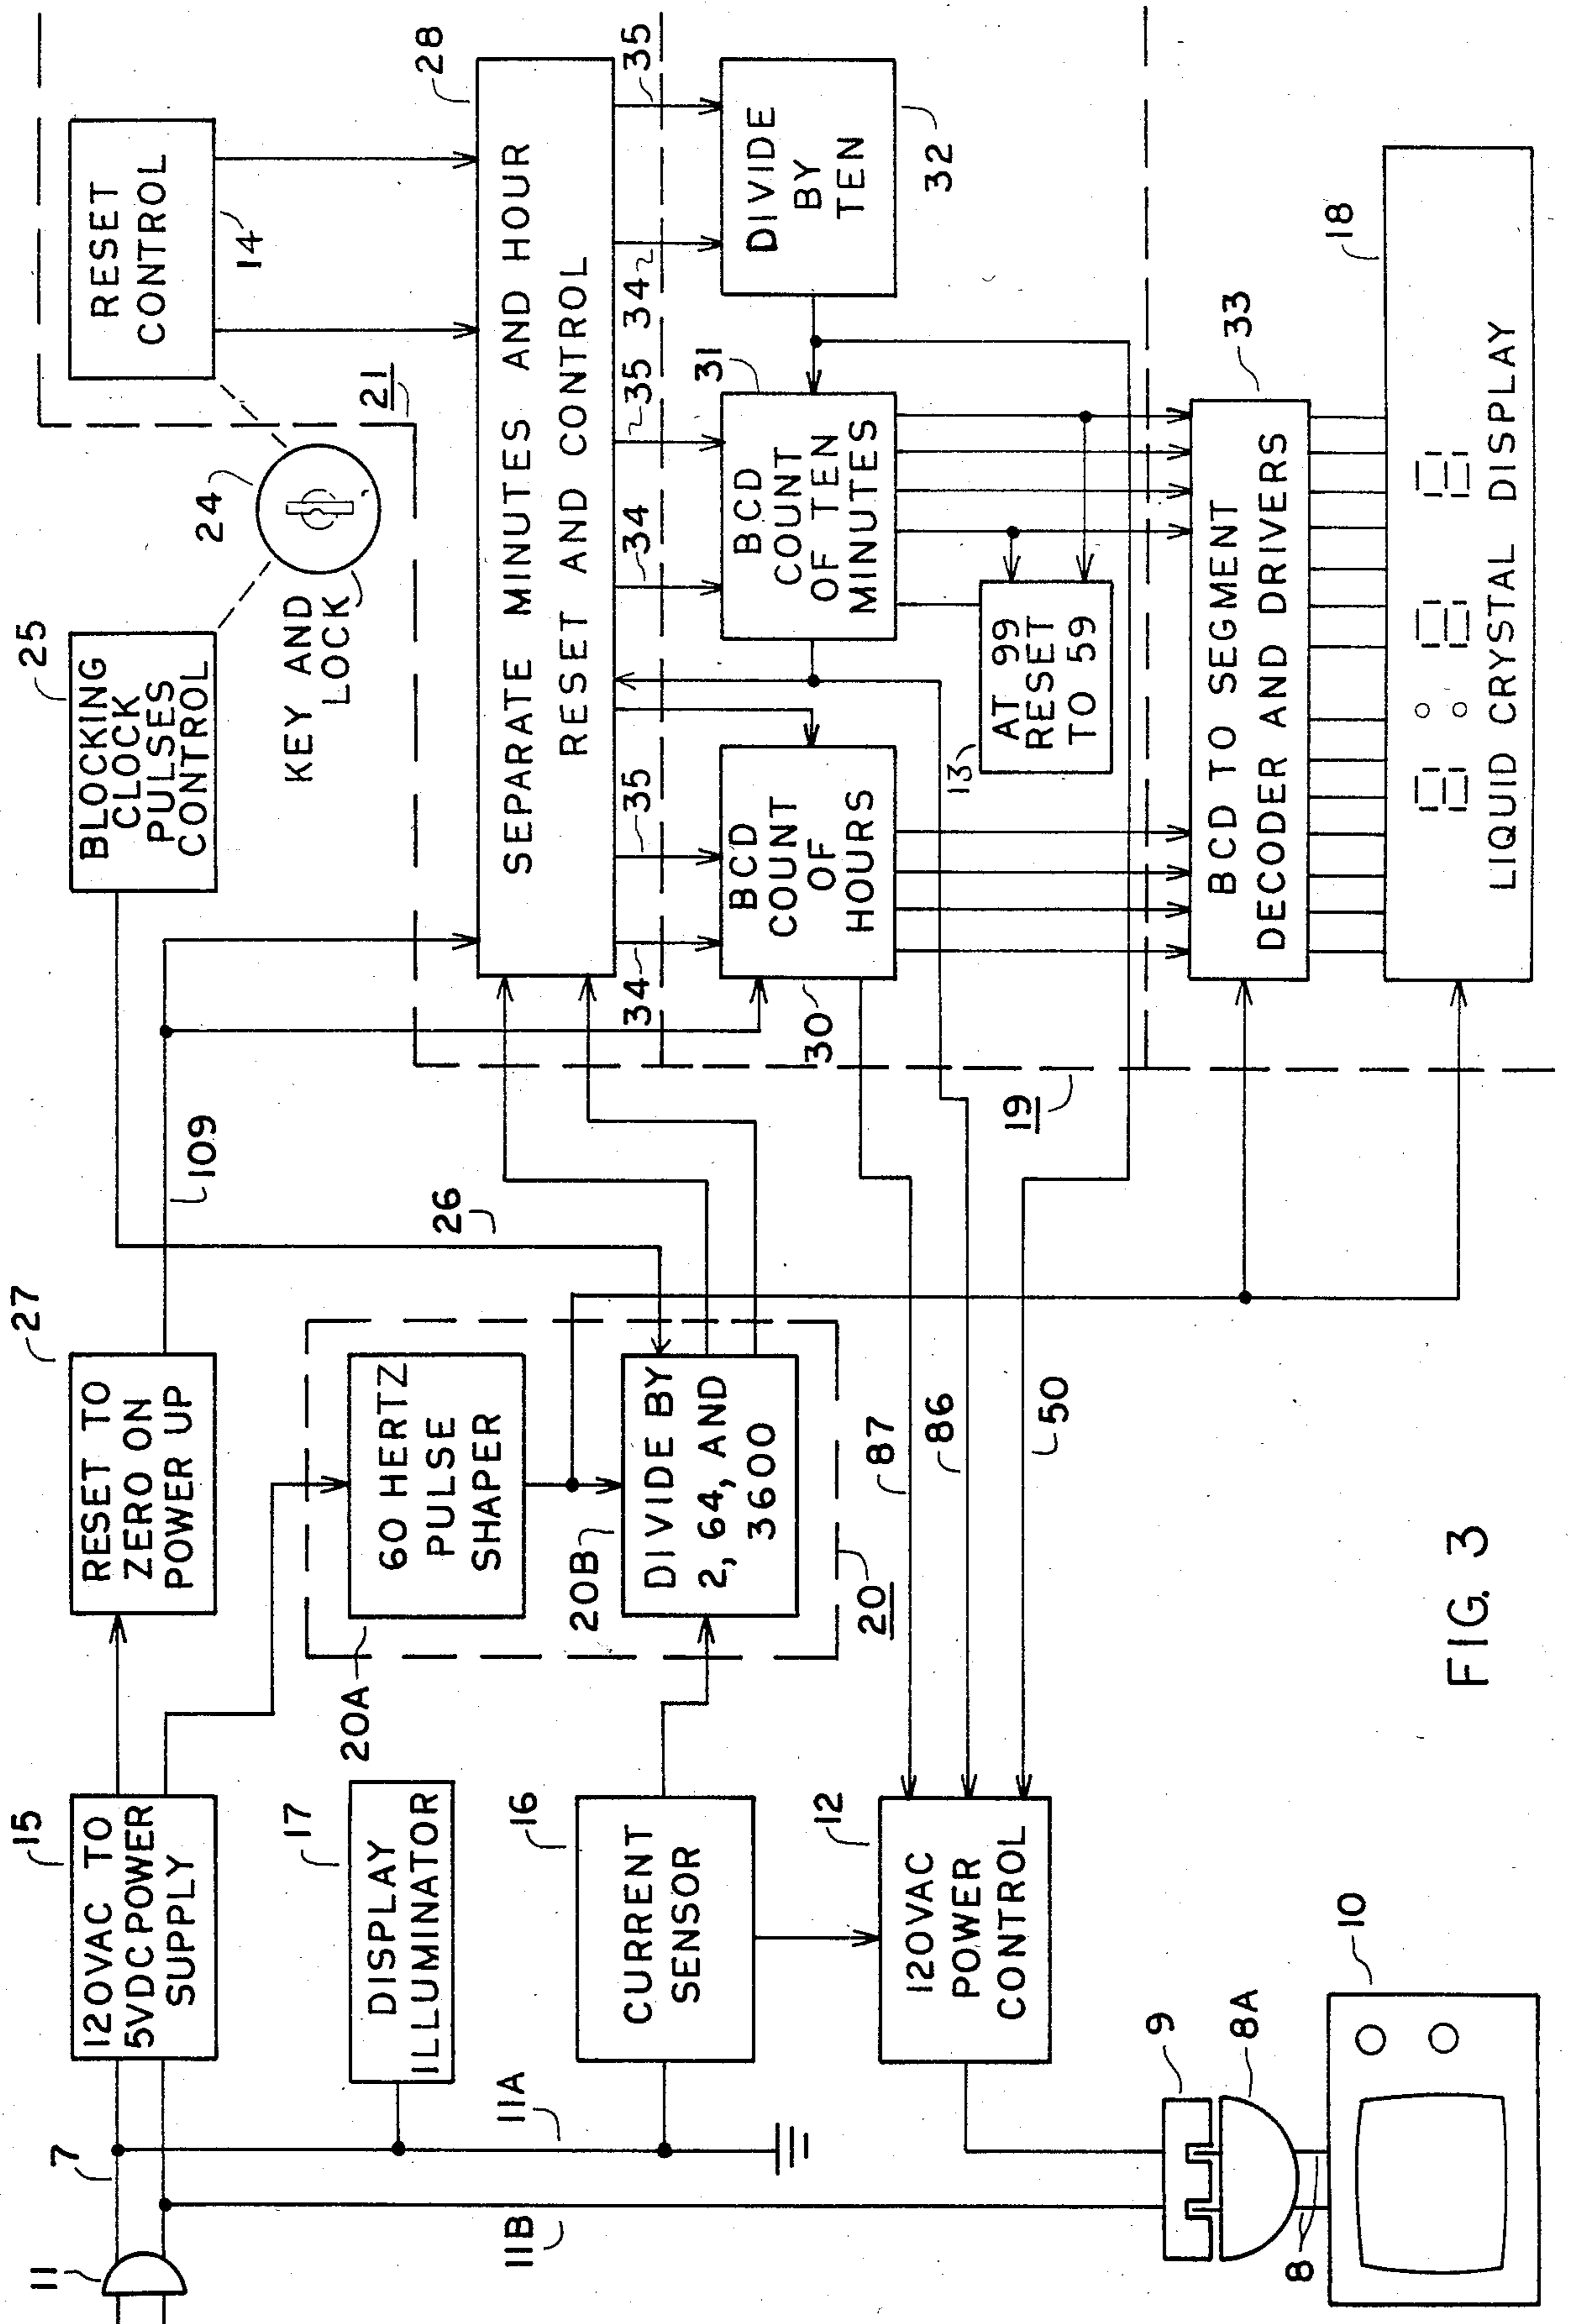 11
7
11B
11A
15
120VAC TO
5VDC POWER
SUPPLY
17
DISPLAY
ILLUMINATOR
16
CURRENT
SENSOR
12
120VAC
POWER
CONTROL
9
8A
8
10
27
RESET TO
ZERO ON
POWER UP
109
26
20A
60 HERTZ
PULSE
SHAPER
20B
DIVIDE BY
2, 64, AND
3600
20
87
86
50
FIG. 3
25
BLOCKING
CLOCK
PULSES
CONTROL
24
KEY AND
LOCK
21
RESET
CONTROL
14
28
SEPARATE MINUTES AND HOUR
RESET AND CONTROL
34
35
34
35
34
35
30
BCD
COUNT
OF
HOURS
31
BCD
COUNT
OF TEN
MINUTES
DIVIDE
BY
TEN
32
13
AT 99
RESET
TO 59
19
33
BCD TO SEGMENT
DECODER AND DRIVERS
18
8 : 8 8
LIQUID CRYSTAL DISPLAY